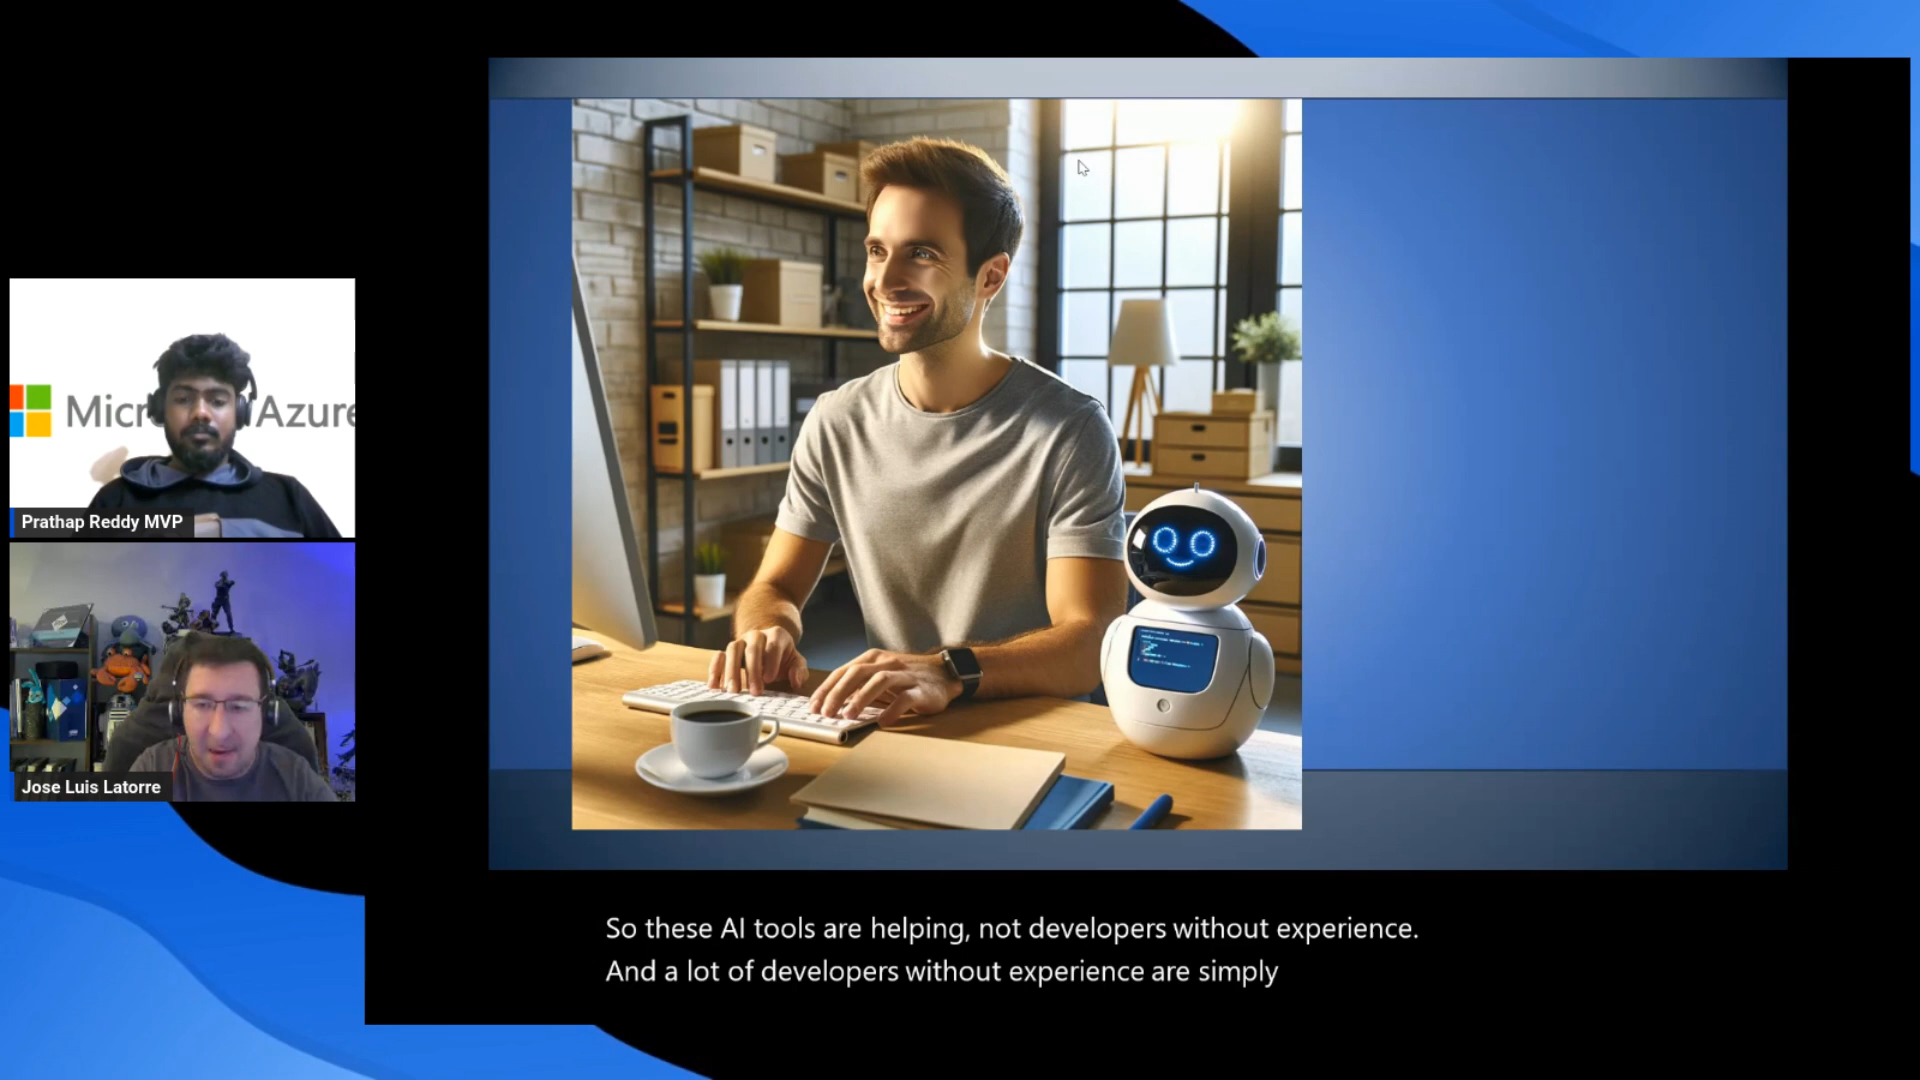 Micr Azure
Prathap Reddy MVP
Jose Luis Latorre
So these AI tools are helping, not developers without experience.
And a lot of developers without experience are simply